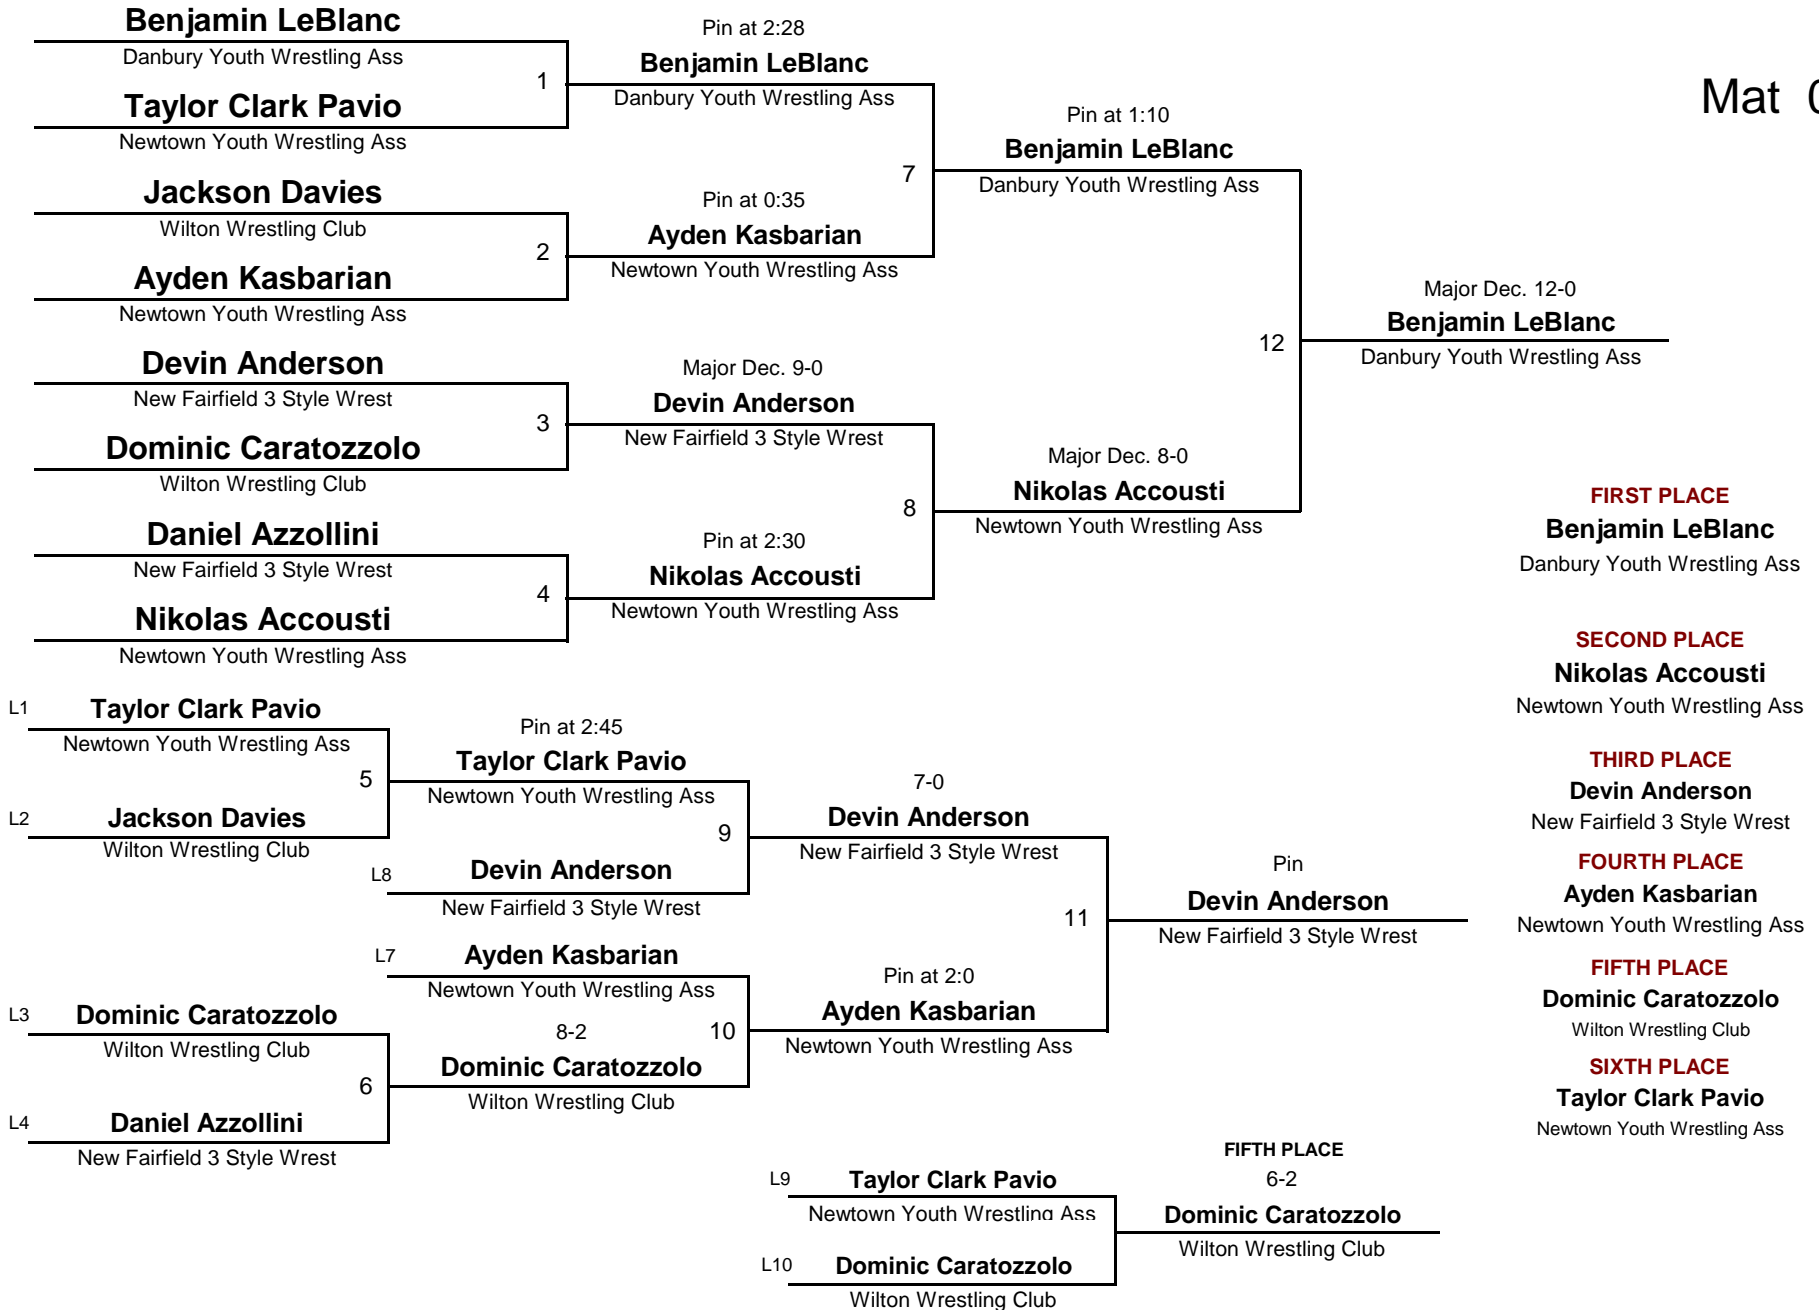 Benjamin LeBlanc
Danbury Youth Wrestling Ass
1
Taylor Clark Pavio
Newtown Youth Wrestling Ass
Jackson Davies
Wilton Wrestling Club
2
Ayden Kasbarian
Newtown Youth Wrestling Ass
Devin Anderson
New Fairfield 3 Style Wrest
3
Dominic Caratozzolo
Wilton Wrestling Club
Daniel Azzollini
New Fairfield 3 Style Wrest
4
Nikolas Accousti
Newtown Youth Wrestling Ass
Pin at 2:28
Benjamin LeBlanc
Danbury Youth Wrestling Ass
7
Pin at 0:35
Ayden Kasbarian
Newtown Youth Wrestling Ass
Major Dec. 9-0
Devin Anderson
New Fairfield 3 Style Wrest
8
Pin at 2:30
Nikolas Accousti
Newtown Youth Wrestling Ass
Pin at 1:10
Benjamin LeBlanc
Danbury Youth Wrestling Ass
12
Major Dec. 8-0
Nikolas Accousti
Newtown Youth Wrestling Ass
Major Dec. 12-0
Benjamin LeBlanc
Danbury Youth Wrestling Ass
Mat
L1 Taylor Clark Pavio
Newtown Youth Wrestling Ass
5
L2 Jackson Davies
Wilton Wrestling Club
Pin at 2:45
Taylor Clark Pavio
Newtown Youth Wrestling Ass
9
L8 Devin Anderson
New Fairfield 3 Style Wrest
L7 Ayden Kasbarian
Newtown Youth Wrestling Ass
L3 Dominic Caratozzolo
Wilton Wrestling Club
6
L4 Daniel Azzollini
New Fairfield 3 Style Wrest
8-2
10
Dominic Caratozzolo
Wilton Wrestling Club
7-0
Devin Anderson
New Fairfield 3 Style Wrest
11
Pin at 2:0
Ayden Kasbarian
Newtown Youth Wrestling Ass
Pin
Devin Anderson
New Fairfield 3 Style Wrest
L9 Taylor Clark Pavio
Newtown Youth Wrestling Ass
L10 Dominic Caratozzolo
Wilton Wrestling Club
FIFTH PLACE
6-2
Dominic Caratozzolo
Wilton Wrestling Club
FIRST PLACE
Benjamin LeBlanc
Danbury Youth Wrestling Ass
SECOND PLACE
Nikolas Accousti
Newtown Youth Wrestling Ass
THIRD PLACE
Devin Anderson
New Fairfield 3 Style Wrest
FOURTH PLACE
Ayden Kasbarian
Newtown Youth Wrestling Ass
FIFTH PLACE
Dominic Caratozzolo
Wilton Wrestling Club
SIXTH PLACE
Taylor Clark Pavio
Newtown Youth Wrestling Ass